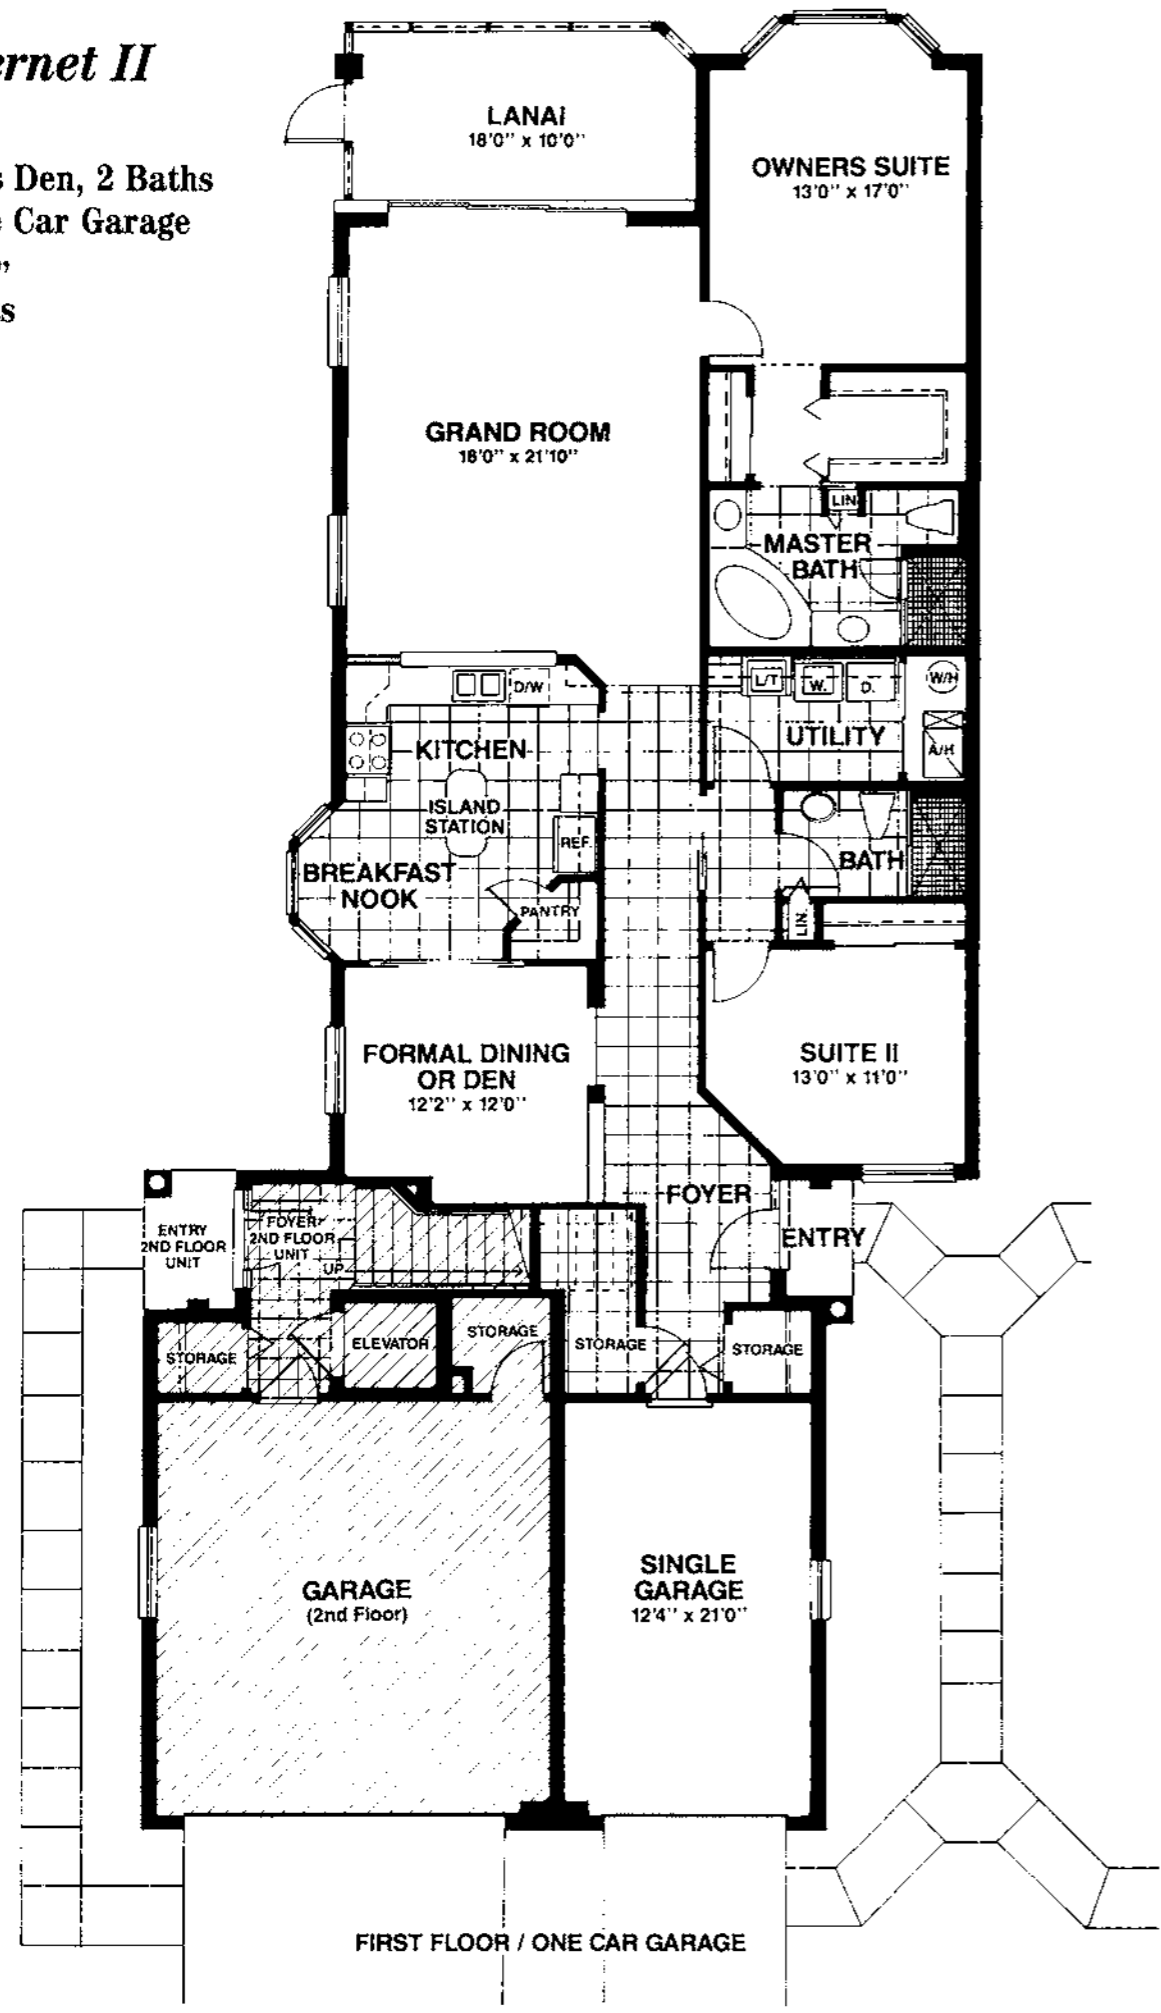 ernet II
Den, 2 Baths
Car Garage
"
s
LANAI
18'0" x 10'0"
OWNERS SUITE
13'0" x 17'0"
GRAND ROOM
18'0" x 21'10"
LIN
MASTER
BATH
D/W
L/T
W.
D.
W/H
KITCHEN
UTILITY
A/H
ISLAND
STATION
REF.
BATH
BREAKFAST
NOOK
PANTRY
LIN.
FORMAL DINING
OR DEN
12'2" x 12'0"
SUITE II
13'0" x 11'0"
FOYER
ENTRY
ENTRY
2ND FLOOR
UNIT
FOYER
2ND FLOOR
UNIT
UP
STORAGE
ELEVATOR
STORAGE
STORAGE
STORAGE
GARAGE
(2nd Floor)
SINGLE
GARAGE
12'4" x 21'0"
FIRST FLOOR / ONE CAR GARAGE